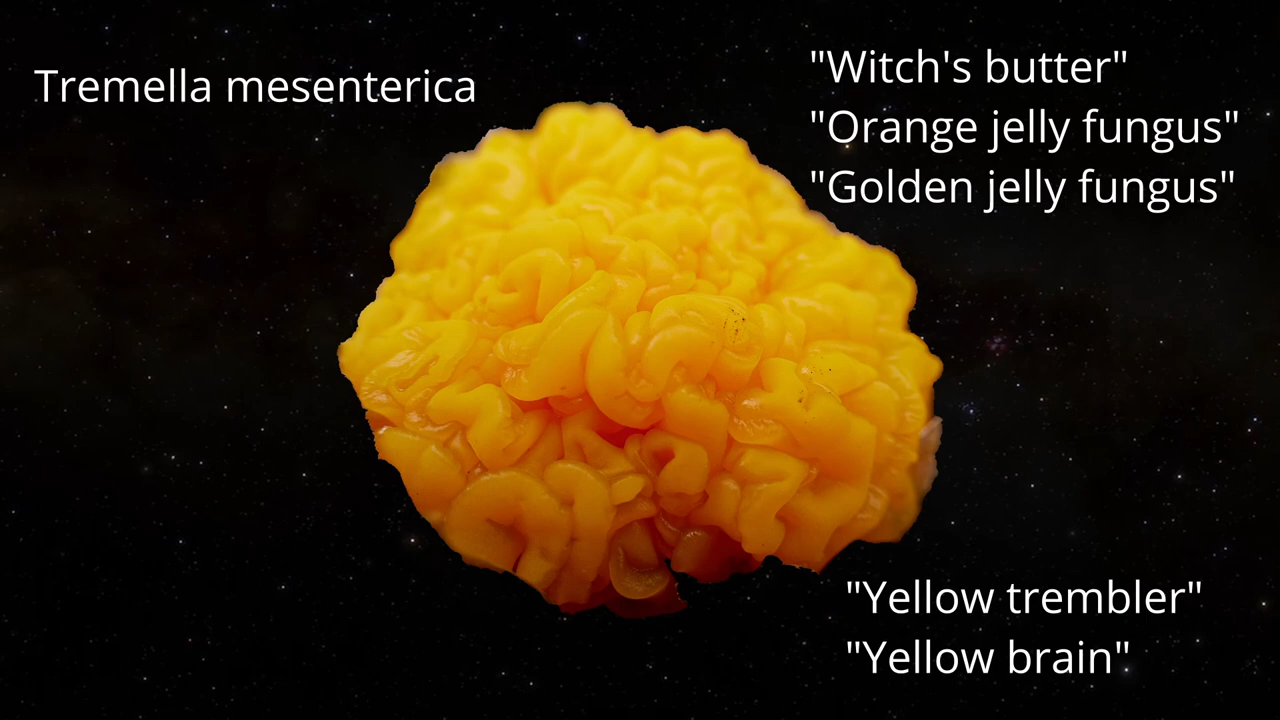 Tremella mesenterica
"Witch's butter"
"Orange jelly fungus"
"Golden jelly fungus"
"Yellow trembler"
"Yellow brain"